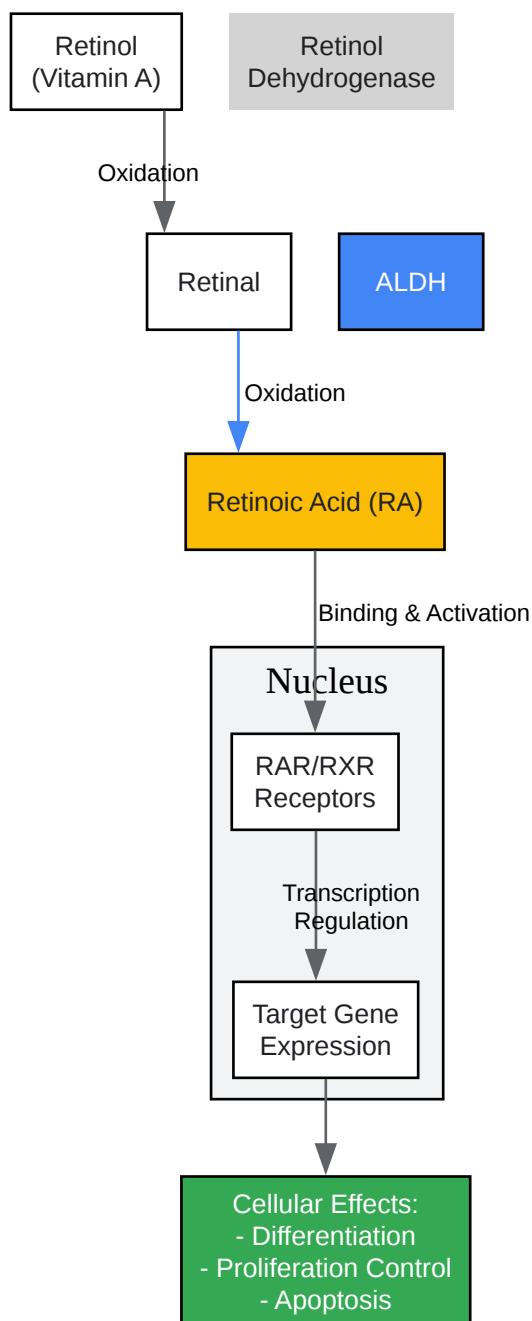 Retinol
(Vitamin A)
Retinol
Dehydrogenase
Oxidation
Retinal
ALDH
Oxidation
Retinoic Acid (RA)
Binding & Activation
Nucleus
RAR/RXR
Receptors
Transcription
Regulation
Target Gene
Expression
Cellular Effects:
- Differentiation
- Proliferation Control
- Apoptosis